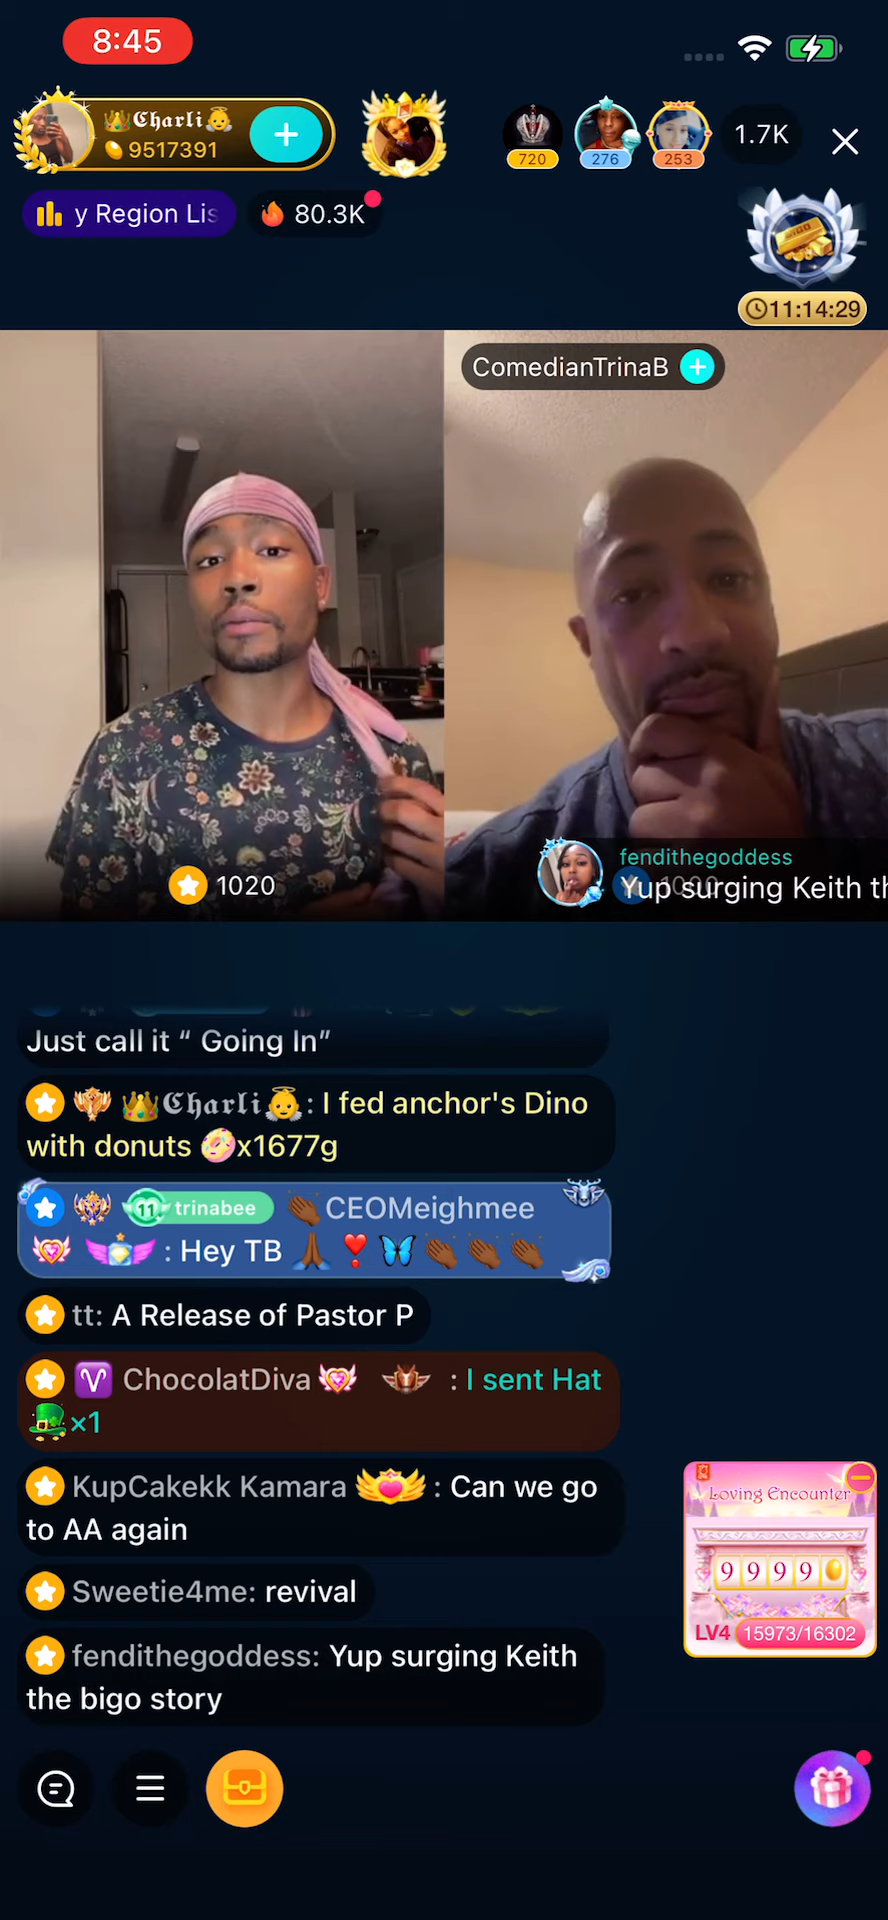 8:45
👑𝕮𝖍𝖆𝖗𝖑𝖎👼
9517391
720
276
253
1.7K
y Region Lis
80.3K
11:14:29
ComedianTrinaB
fendithegoddess
Yup surging Keith th
1020
Just call it “ Going In”
👑𝕮𝖍𝖆𝖗𝖑𝖎👼: I fed anchor's Dino
with donuts 🍩x1677g
11 trinabee 👏🏾CEOMeighmee
: Hey TB 🙏🏾❣️🦋👏🏾👏🏾👏🏾
tt: A Release of Pastor P
♈ ChocolatDiva : I sent Hat
×1
KupCakekk Kamara : Can we go
to AA again
Sweetie4me: revival
fendithegoddess: Yup surging Keith
the bigo story
Loving Encounter
9 9 9 9
LV4 15973/16302